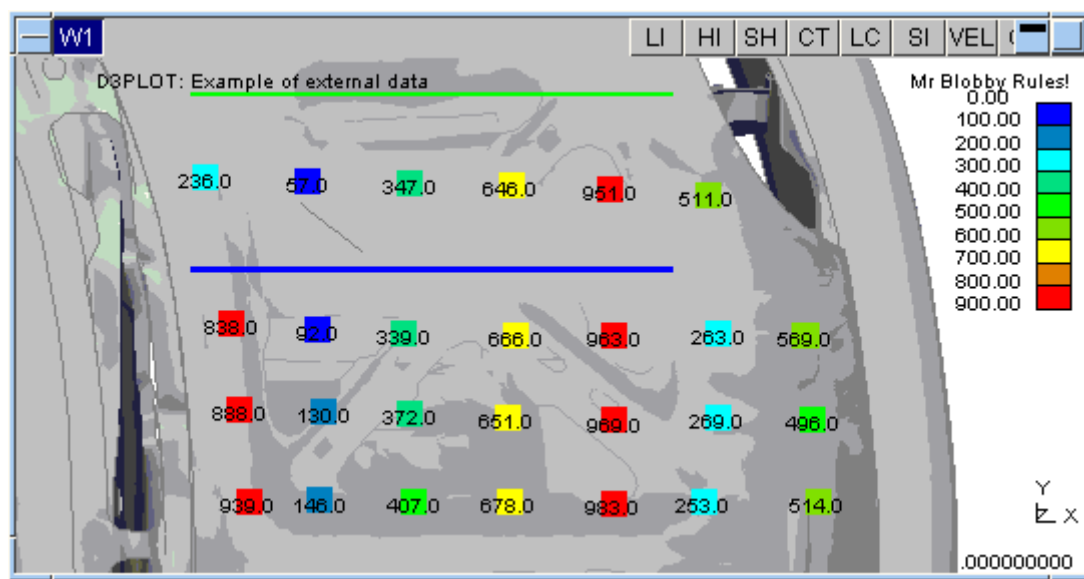 W1 LI HI SH CT LC SI VEL
D3PLOT: Example of external data
Mr Blobby Rules!
0.00
100.00
200.00
300.00
400.00
500.00
600.00
700.00
800.00
900.00
236.0 57.0 347.0 646.0 951.0 511.0
838.0 92.0 339.0 666.0 963.0 263.0 569.0
888.0 130.0 372.0 651.0 969.0 269.0 496.0
939.0 146.0 407.0 678.0 983.0 253.0 514.0
Y
Z X
.000000000